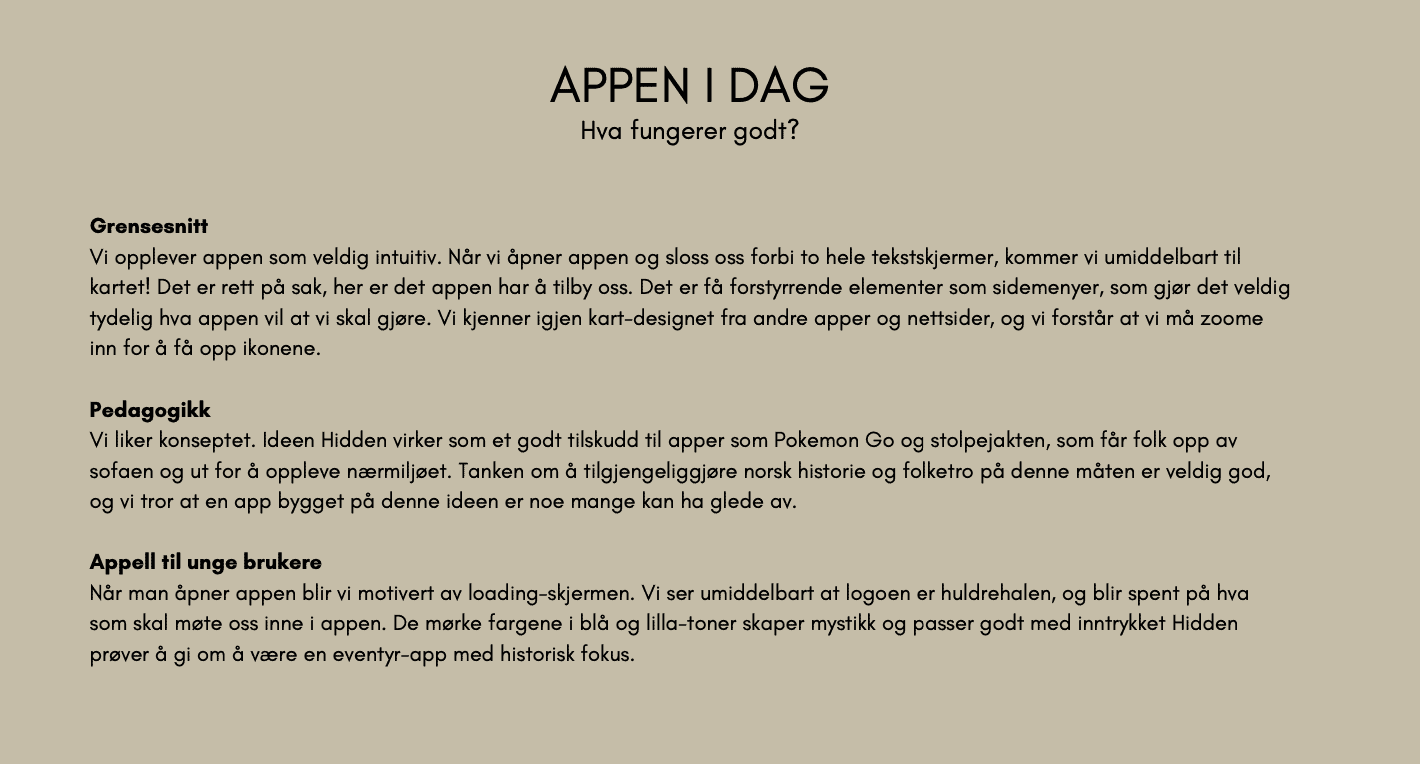 APPEN I DAG
Hva fungerer godt?
Grensesnitt
Vi opplever appen som veldig intuitiv. Når vi åpner appen og sloss oss forbi to hele tekstskjermer, kommer vi umiddelbart til
kartet! Det er rett på sak, her er det appen har å tilby oss. Det er få forstyrrende elementer som sidemenyer, som gjør det veldig
tydelig hva appen vil at vi skal gjøre. Vi kjenner igjen kart-designet fra andre apper og nettsider, og vi forstår at vi må zoome
inn for å få opp ikonene.
Pedagogikk
Vi liker konseptet. Ideen Hidden virker som et godt tilskudd til apper som Pokemon Go og stolpejakten, som får folk opp av
sofaen og ut for å oppleve nærmiljøet. Tanken om å tilgjengeliggjøre norsk historie og folketro på denne måten er veldig god,
og vi tror at en app bygget på denne ideen er noe mange kan ha glede av.
Appell til unge brukere
Når man åpner appen blir vi motivert av loading-skjermen. Vi ser umiddelbart at logoen er huldrehalen, og blir spent på hva
som skal møte oss inne i appen. De mørke fargene i blå og lilla-toner skaper mystikk og passer godt med inntrykket Hidden
prøver å gi om å være en eventyr-app med historisk fokus.